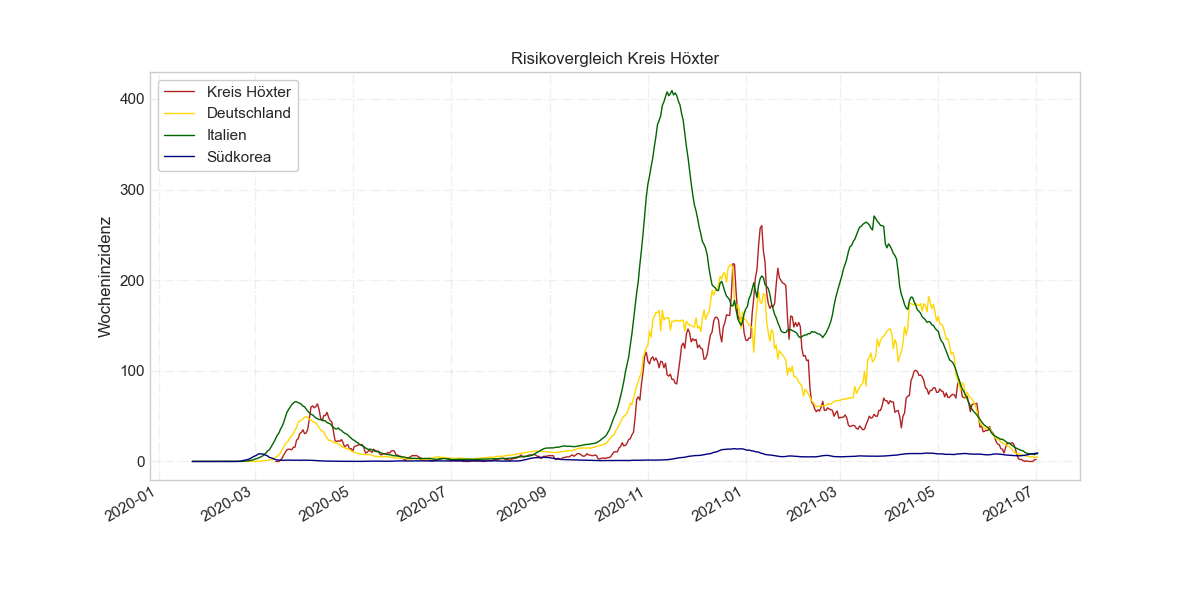 Risikovergleich Kreis Höxter
Kreis Höxter
Deutschland
Italien
Südkorea
Wocheninzidenz
400
300
200
100
0
2020-01
2020-03
2020-05
2020-07
2020-09
2020-11
2021-01
2021-03
2021-05
2021-07